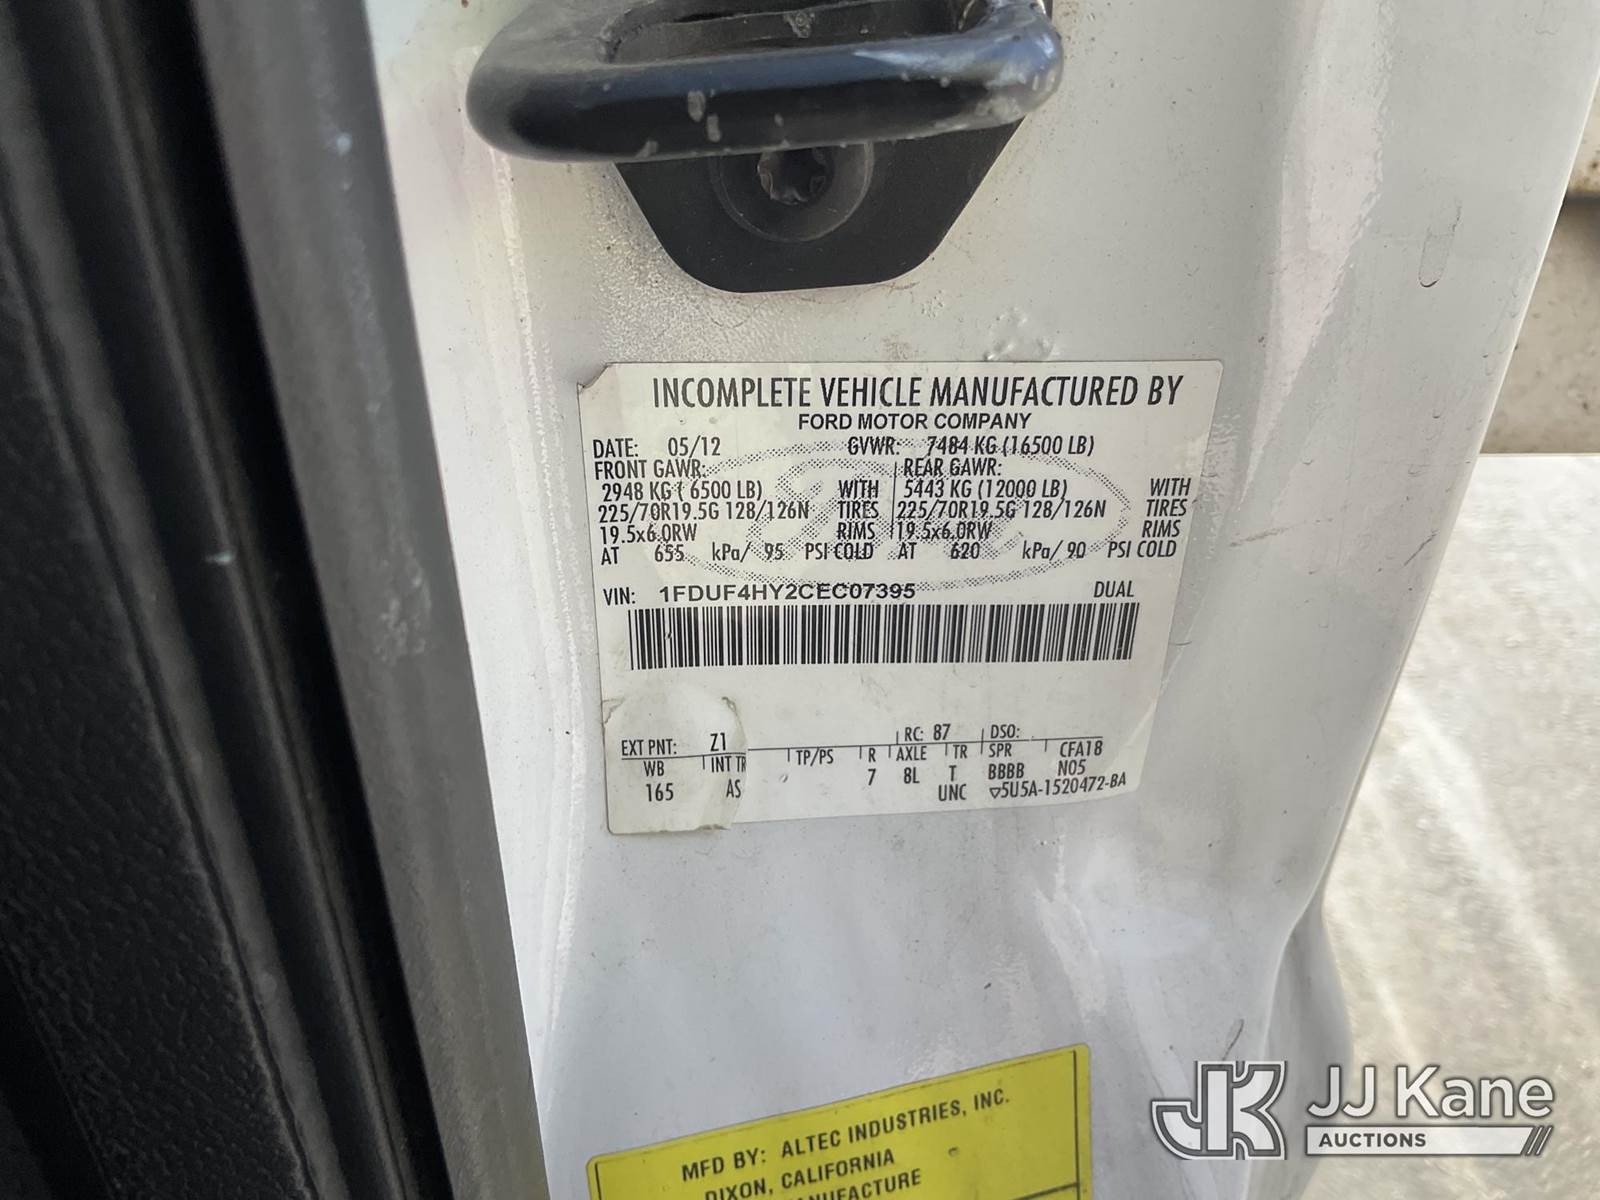 INCOMPLETE VEHICLE MANUFACTURED BY
FORD MOTOR COMPANY
DATE: 05/12 GVWR: 7484 KG (16500 LB)
FRONT GAWR: REAR GAWR:
2948 KG ( 6500 LB) WITH 5443 KG (12000 LB) WITH
225/70R19.5G 128/126N TIRES 225/70R19.5G 128/126N TIRES
19.5x6.0RW RIMS 19.5x6.0RW RIMS
AT 655 kPa/ 95 PSI COLD AT 620 kPa/ 90 PSI COLD
VIN: 1FDUF4HY2CEC07395 DUAL
EXT PNT: Z1 RC: 87 DSO:
WB INT TR TP/PS R AXLE TR SPR CFA18
165 AS 7 8L T BBBB N05
UNC ▽5U5A-1520472-BA
MFD BY: ALTEC INDUSTRIES, INC.
DIXON, CALIFORNIA
JJ Kane
AUCTIONS